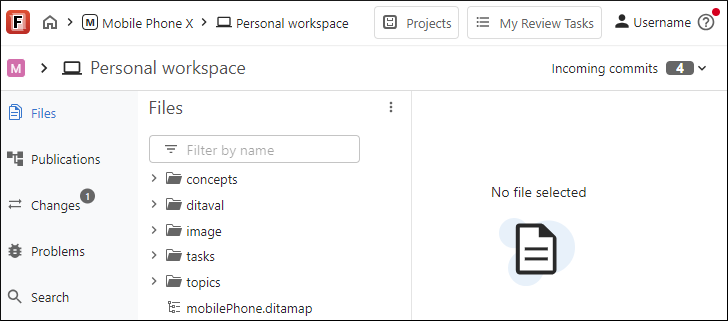 F M Mobile Phone X Personal workspace Projects My Review Tasks Username ?
M Personal workspace Incoming commits 4
Files
Publications
Changes 1
Problems
Search
Files
Filter by name
concepts
ditaval
image
tasks
topics
mobilePhone.ditamap
No file selected